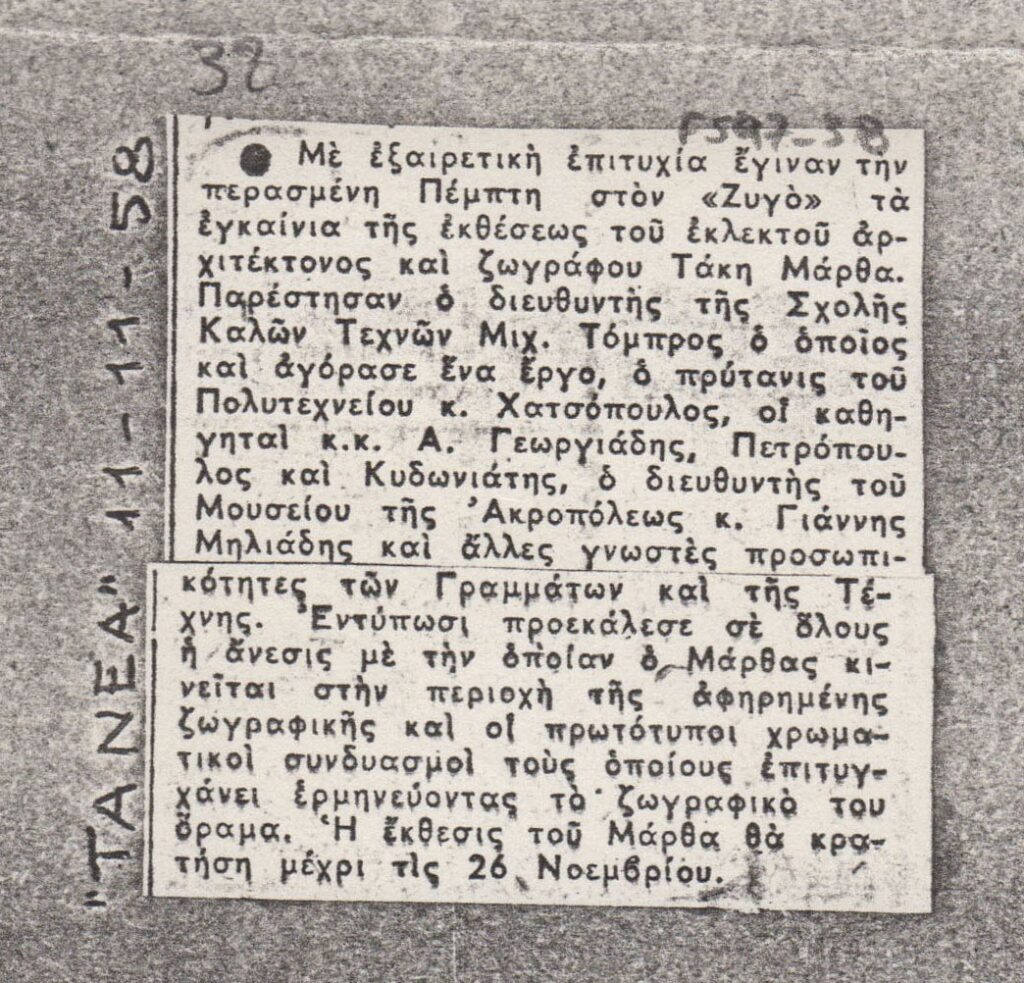 32
● Μὲ ἐξαιρετικὴ ἐπιτυχία ἔγιναν τὴν
περασμένη Πέμπτη στὸν «Ζυγὸ» τὰ
ἐγκαίνια τῆς ἐκθέσεως τοῦ ἐκλεκτοῦ ἀρ-
χιτέκτονος καὶ ζωγράφου Τάκη Μάρθα.
Παρέστησαν ὁ διευθυντὴς τῆς Σχολῆς
Καλῶν Τεχνῶν Μιχ. Τόμπρος ὁ ὁποῖος
καὶ ἀγόρασε ἕνα ἔργο, ὁ πρύτανις τοῦ
Πολυτεχνείου κ. Χατσόπουλος, οἱ καθη-
γηταὶ κ.κ. Α. Γεωργιάδης, Πετρόπου-
λος καὶ Κυδωνιάτης, ὁ διευθυντὴς τοῦ
Μουσείου τῆς Ἀκροπόλεως κ. Γιάννης
Μηλιάδης καὶ ἄλλες γνωστὲς προσωπι-
κότητες τῶν Γραμμάτων καὶ τῆς Τέ-
χνης. Ἐντύπωσι προεκάλεσε σὲ ὅλους
ἡ ἄνεσις μὲ τὴν ὁποίαν ὁ Μάρθας κι-
νεῖται στὴν περιοχὴ τῆς ἀφηρημένης
ζωγραφικῆς καὶ οἱ πρωτότυποι χρωμα-
τικοὶ συνδυασμοὶ τοὺς ὁποίους ἐπιτυγ-
χάνει ἑρμηνεύοντας τὸ ζωγραφικὸ του
ὅραμα. Ἡ ἔκθεσις τοῦ Μάρθα θὰ κρα-
τήση μέχρι τὶς 26 Νοεμβρίου.
"ΤΑ ΝΕΑ" 11-11-58